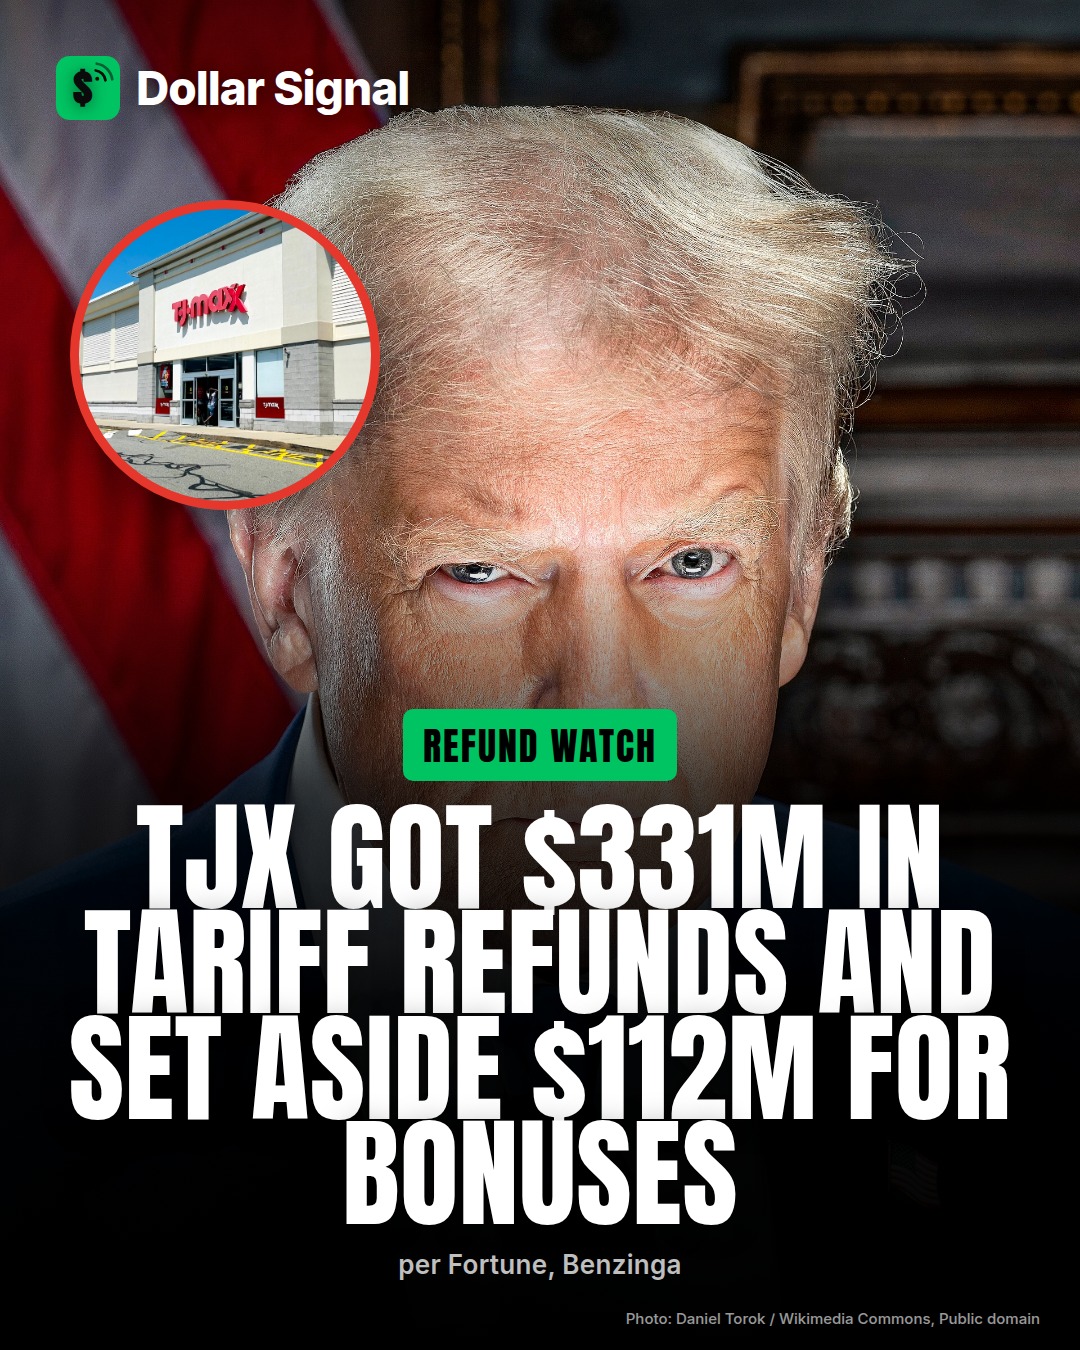 Dollar Signal
T.J.maxx
REFUND WATCH
TJX GOT $331M IN
TARIFF REFUNDS AND
SET ASIDE $112M FOR
BONUSES
per Fortune, Benzinga
Photo: Daniel Torok / Wikimedia Commons, Public domain